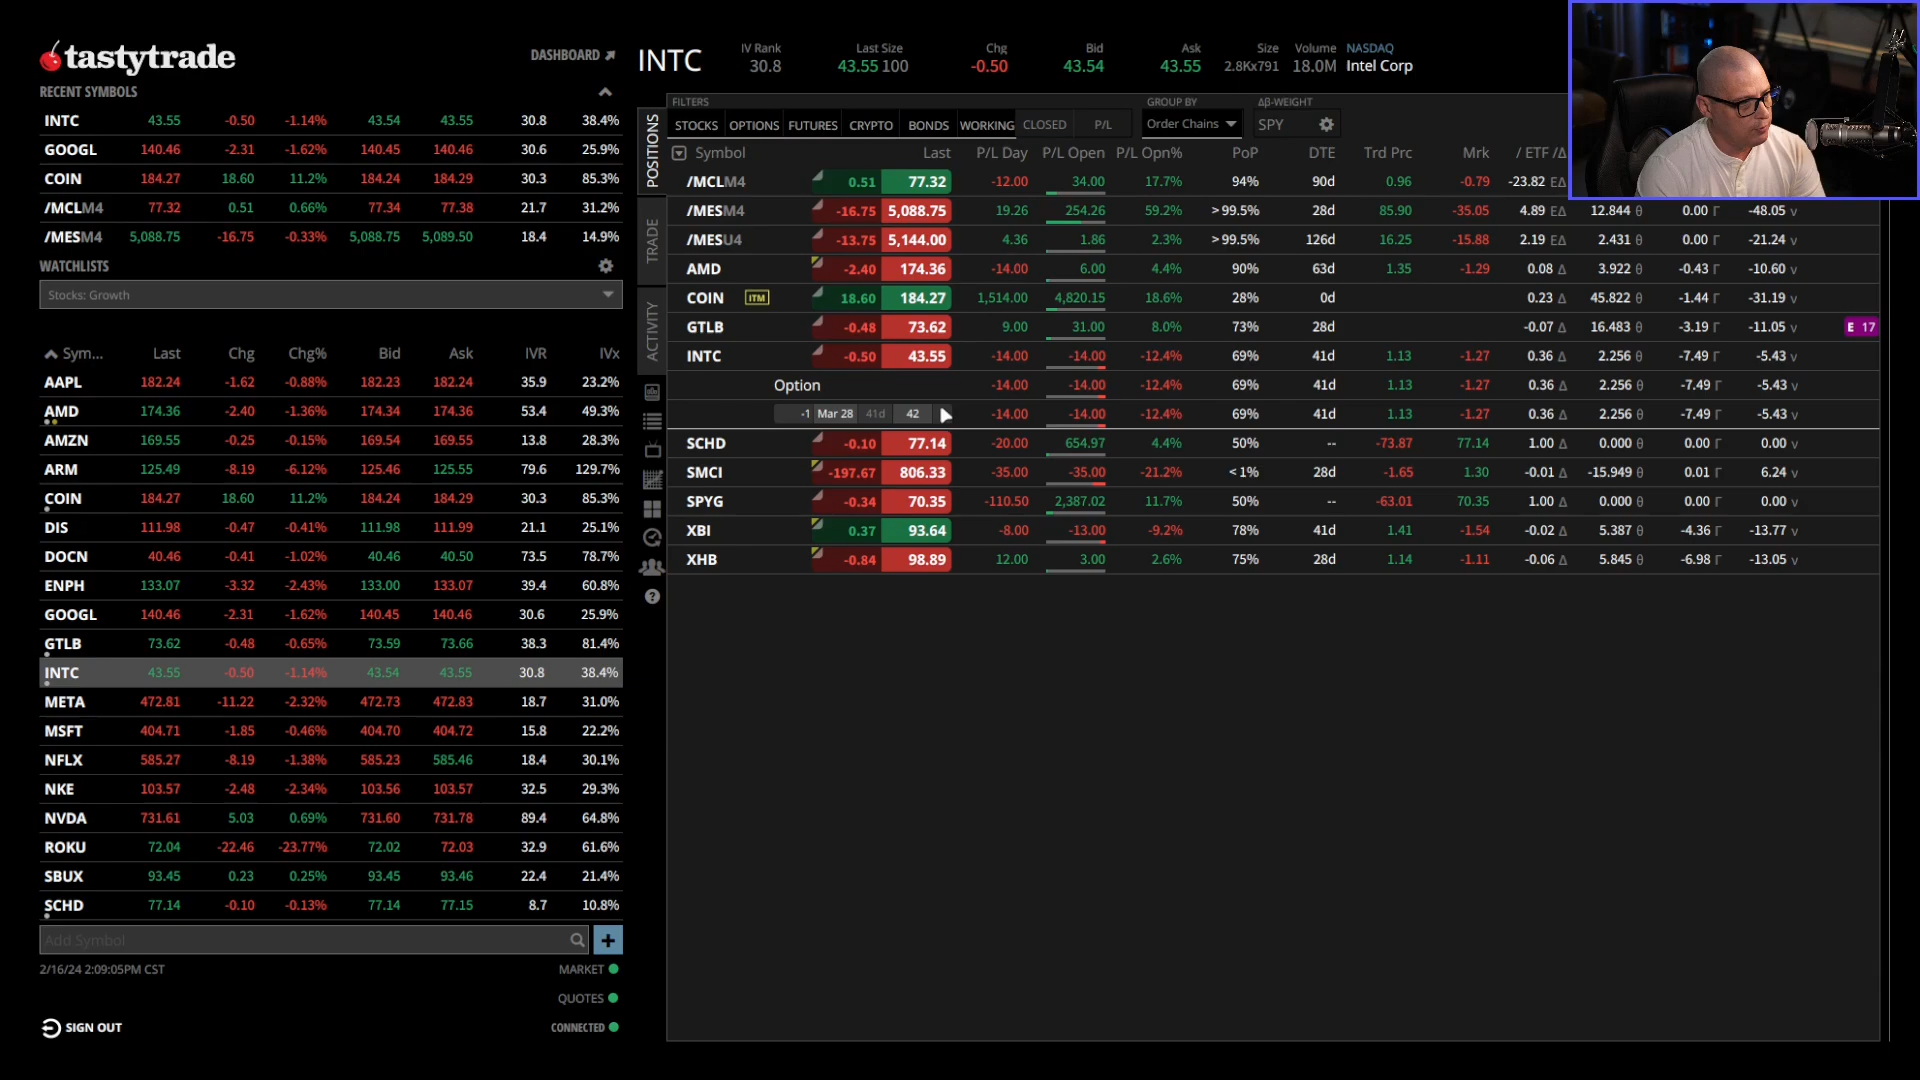 tastytrade
DASHBOARD
RECENT SYMBOLS
INTC 43.55 -0.50 -1.14% 43.54 43.55 30.8 38.4%
GOOGL 140.46 -2.31 -1.62% 140.45 140.46 30.6 25.9%
COIN 184.27 18.60 11.2% 184.24 184.29 30.3 85.3%
/MCLM4 77.32 0.51 0.66% 77.34 77.38 21.7 31.2%
/MESM4 5,088.75 -16.75 -0.33% 5,088.75 5,089.50 18.4 14.9%
WATCHLISTS
Stocks: Growth
Sym... Last Chg Chg% Bid Ask IVR IVx
AAPL 182.24 -1.62 -0.88% 182.23 182.24 35.9 23.2%
AMD 174.36 -2.40 -1.36% 174.34 174.36 53.4 49.3%
AMZN 169.55 -0.25 -0.15% 169.54 169.55 13.8 28.3%
ARM 125.49 -8.19 -6.12% 125.46 125.55 79.6 129.7%
COIN 184.27 18.60 11.2% 184.24 184.29 30.3 85.3%
DIS 111.98 -0.47 -0.41% 111.98 111.99 21.1 25.1%
DOCN 40.46 -0.41 -1.02% 40.46 40.50 73.5 78.7%
ENPH 133.07 -3.32 -2.43% 133.00 133.07 39.4 60.8%
GOOGL 140.46 -2.31 -1.62% 140.45 140.46 30.6 25.9%
GTLB 73.62 -0.48 -0.65% 73.59 73.66 38.3 81.4%
INTC 43.55 -0.50 -1.14% 43.54 43.55 30.8 38.4%
META 472.81 -11.22 -2.32% 472.73 472.83 18.7 31.0%
MSFT 404.71 -1.85 -0.46% 404.70 404.72 15.8 22.2%
NFLX 585.27 -8.19 -1.38% 585.23 585.46 18.4 30.1%
NKE 103.57 -2.48 -2.34% 103.56 103.57 32.5 29.3%
NVDA 731.61 5.03 0.69% 731.60 731.78 89.4 64.8%
ROKU 72.04 -22.46 -23.77% 72.02 72.03 32.9 61.6%
SBUX 93.45 0.23 0.25% 93.45 93.46 22.4 21.4%
SCHD 77.14 -0.10 -0.13% 77.14 77.15 8.7 10.8%
Add Symbol
2/16/24 2:09:05PM CST
MARKET
QUOTES
SIGN OUT
CONNECTED
INTC
IV Rank Last Size Chg Bid Ask Size Volume NASDAQ
30.8 43.55 100 -0.50 43.54 43.55 2.8Kx791 18.0M Intel Corp
POSITIONS
TRADE
ACTIVITY
FILTERS GROUP BY Δβ-WEIGHT
STOCKS OPTIONS FUTURES CRYPTO BONDS WORKING CLOSED P/L Order Chains SPY
Symbol Last P/L Day P/L Open P/L Opn% PoP DTE Trd Prc Mrk / ETF /Δ
/MCLM4 0.51 77.32 -12.00 34.00 17.7% 94% 90d 0.96 -0.79 -23.82 EΔ
/MESM4 -16.75 5,088.75 19.26 254.26 59.2% >99.5% 28d 85.90 -35.05 4.89 EΔ 12.844 θ 0.00 Γ -48.05 v
/MESU4 -13.75 5,144.00 4.36 1.86 2.3% >99.5% 126d 16.25 -15.88 2.19 EΔ 2.431 θ 0.00 Γ -21.24 v
AMD -2.40 174.36 -14.00 6.00 4.4% 90% 63d 1.35 -1.29 0.08 Δ 3.922 θ -0.43 Γ -10.60 v
COIN ITM 18.60 184.27 1,514.00 4,820.15 18.6% 28% 0d 0.23 Δ 45.822 θ -1.44 Γ -31.19 v
GTLB -0.48 73.62 9.00 31.00 8.0% 73% 28d -0.07 Δ 16.483 θ -3.19 Γ -11.05 v E 17
INTC -0.50 43.55 -14.00 -14.00 -12.4% 69% 41d 1.13 -1.27 0.36 Δ 2.256 θ -7.49 Γ -5.43 v
Option -14.00 -14.00 -12.4% 69% 41d 1.13 -1.27 0.36 Δ 2.256 θ -7.49 Γ -5.43 v
-1 Mar 28 41d 42 -14.00 -14.00 -12.4% 69% 41d 1.13 -1.27 0.36 Δ 2.256 θ -7.49 Γ -5.43 v
SCHD -0.10 77.14 -20.00 654.97 4.4% 50% -- -73.87 77.14 1.00 Δ 0.000 θ 0.00 Γ 0.00 v
SMCI -197.67 806.33 -35.00 -35.00 -21.2% <1% 28d -1.65 1.30 -0.01 Δ -15.949 θ 0.01 Γ 6.24 v
SPYG -0.34 70.35 -110.50 2,387.02 11.7% 50% -- -63.01 70.35 1.00 Δ 0.000 θ 0.00 Γ 0.00 v
XBI 0.37 93.64 -8.00 -13.00 -9.2% 78% 41d 1.41 -1.54 -0.02 Δ 5.387 θ -4.36 Γ -13.77 v
XHB -0.84 98.89 12.00 3.00 2.6% 75% 28d 1.14 -1.11 -0.06 Δ 5.845 θ -6.98 Γ -13.05 v